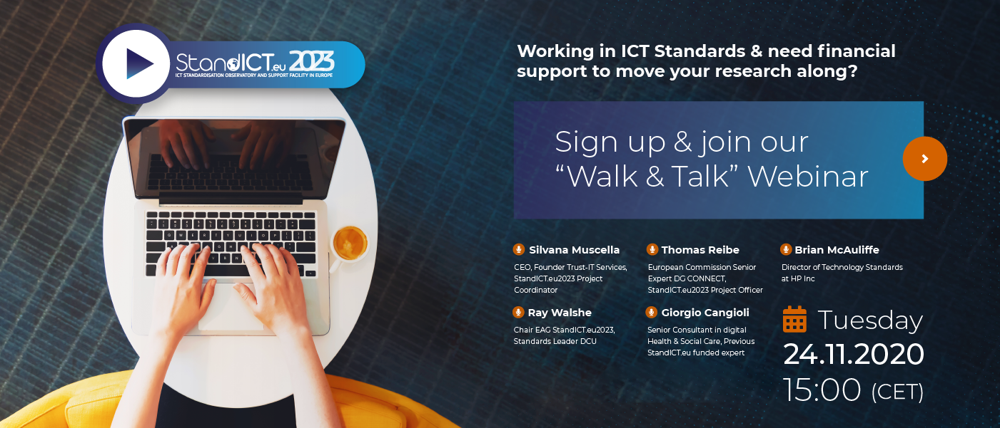 StandICT.eu 2023
ICT STANDARDISATION OBSERVATORY AND SUPPORT FACILITY IN EUROPE
Working in ICT Standards & need financial
support to move your research along?
Sign up & join our
“Walk & Talk” Webinar
Silvana Muscella
CEO, Founder Trust-IT Services,
StandICT.eu2023 Project
Coordinator
Thomas Reibe
European Commission Senior
Expert DG CONNECT,
StandICT.eu2023 Project Officer
Brian McAuliffe
Director of Technology Standards
at HP Inc
Ray Walshe
Chair EAG StandICT.eu2023,
Standards Leader DCU
Giorgio Cangioli
Senior Consultant in digital
Health & Social Care, Previous
StandICT.eu funded expert
Tuesday
24.11.2020
15:00 (CET)